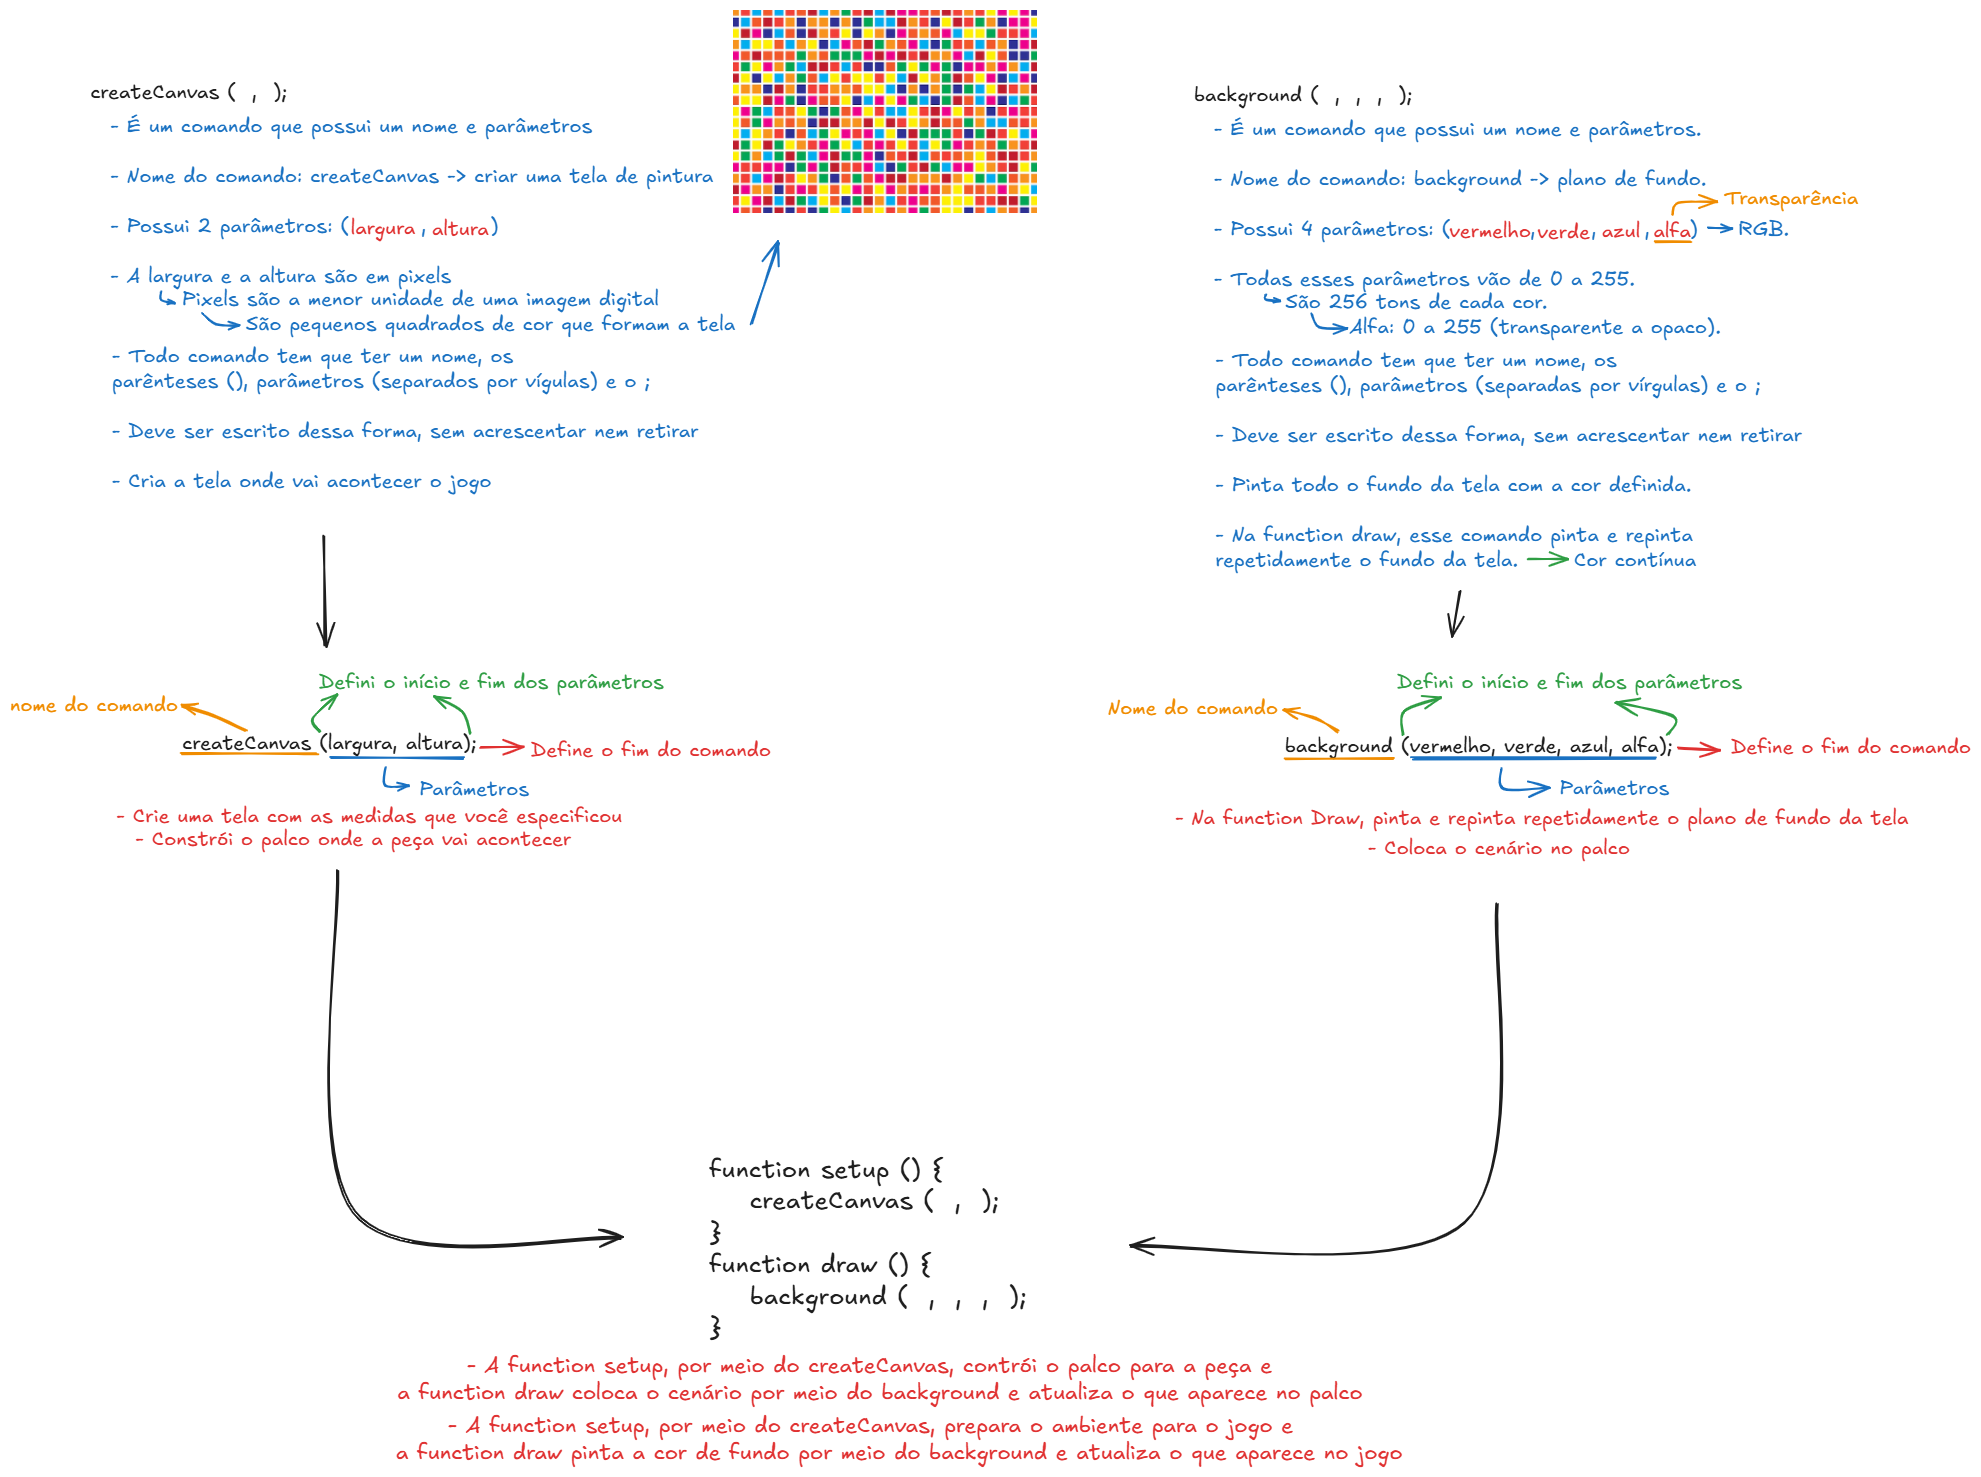 createCanvas ( , );
- É um comando que possui um nome e parâmetros
- Nome do comando: createCanvas -> criar uma tela de pintura
- Possui 2 parâmetros: (largura , altura)
- A largura e a altura são em pixels
Pixels são a menor unidade de uma imagem digital
São pequenos quadrados de cor que formam a tela
- Todo comando tem que ter um nome, os
parênteses (), parâmetros (separados por vígulas) e o ;
- Deve ser escrito dessa forma, sem acrescentar nem retirar
- Cria a tela onde vai acontecer o jogo
Defini o início e fim dos parâmetros
nome do comando
createCanvas (largura, altura);
Define o fim do comando
Parâmetros
- Crie uma tela com as medidas que você especificou
- Constrói o palco onde a peça vai acontecer
background ( , , , );
- É um comando que possui um nome e parâmetros.
- Nome do comando: background -> plano de fundo.
Transparência
- Possui 4 parâmetros: (vermelho, verde, azul , alfa) RGB.
- Todas esses parâmetros vão de 0 a 255.
São 256 tons de cada cor.
Alfa: 0 a 255 (transparente a opaco).
- Todo comando tem que ter um nome, os
parênteses (), parâmetros (separadas por vírgulas) e o ;
- Deve ser escrito dessa forma, sem acrescentar nem retirar
- Pinta todo o fundo da tela com a cor definida.
- Na function draw, esse comando pinta e repinta
repetidamente o fundo da tela. Cor contínua
Defini o início e fim dos parâmetros
Nome do comando
background (vermelho, verde, azul, alfa);
Define o fim do comando
Parâmetros
- Na function Draw, pinta e repinta repetidamente o plano de fundo da tela
- Coloca o cenário no palco
function setup () {
createCanvas ( , );
}
function draw () {
background ( , , , );
}
- A function setup, por meio do createCanvas, contrói o palco para a peça e
a function draw coloca o cenário por meio do background e atualiza o que aparece no palco
- A function setup, por meio do createCanvas, prepara o ambiente para o jogo e
a function draw pinta a cor de fundo por meio do background e atualiza o que aparece no jogo